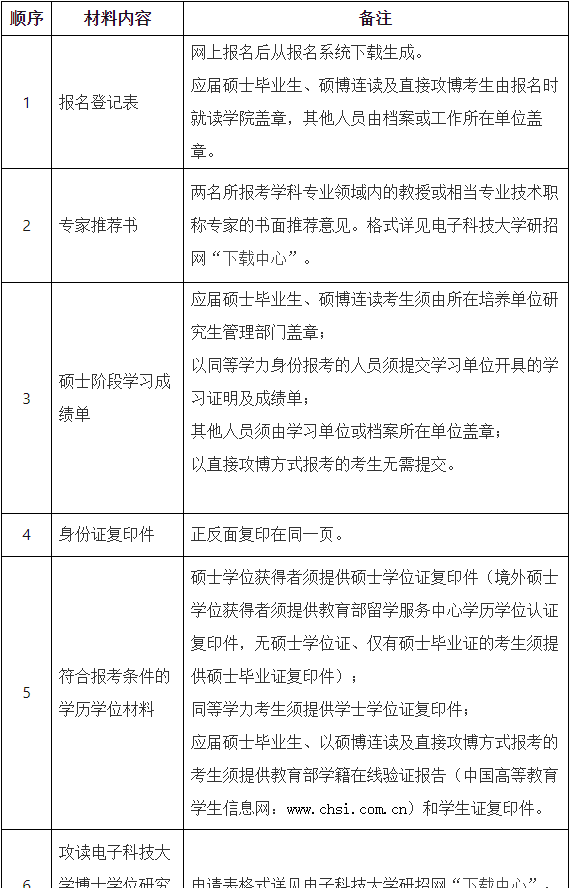 顺序 材料内容 备注
网上报名后从报名系统下载生成。
应届硕士毕业生、硕博连读及直接攻博考生由报名时
1 报名登记表 就读学院盖章，其他人员由档案或工作所在单位盖
章。
两名所报考学科专业领域内的教授或相当专业技术职
2 专家推荐书 称专家的书面推荐意见。格式详见电子科技大学研招
网“下载中心”。
应届硕士毕业生、硕博连读考生须由所在培养单位研
究生管理部门盖章；
以同等学力身份报考的人员须提交学习单位开具的学
3 硕士阶段学习成 习证明及成绩单；
绩单 其他人员须由学习单位或档案所在单位盖章；
以直接攻博方式报考的考生无需提交。
4 身份证复印件 正反面复印在同一页。
硕士学位获得者须提供硕士学位证复印件（境外硕士
学位获得者须提供教育部留学服务中心学历学位认证
复印件，无硕士学位证、仅有硕士毕业证的考生须提
5 符合报考条件的 供硕士毕业证复印件）；
学历学位材料 同等学力考生须提供学士学位证复印件；
应届硕士毕业生、以硕博连读及直接攻博方式报考的
考生须提供教育部学籍在线验证报告（中国高等教育
学生信息网：www.chsi.com.cn）和学生证复印件。
攻读电子科技大
6 学博士学位研究 申请表格式详见电子科技大学研招网“下载中心”，